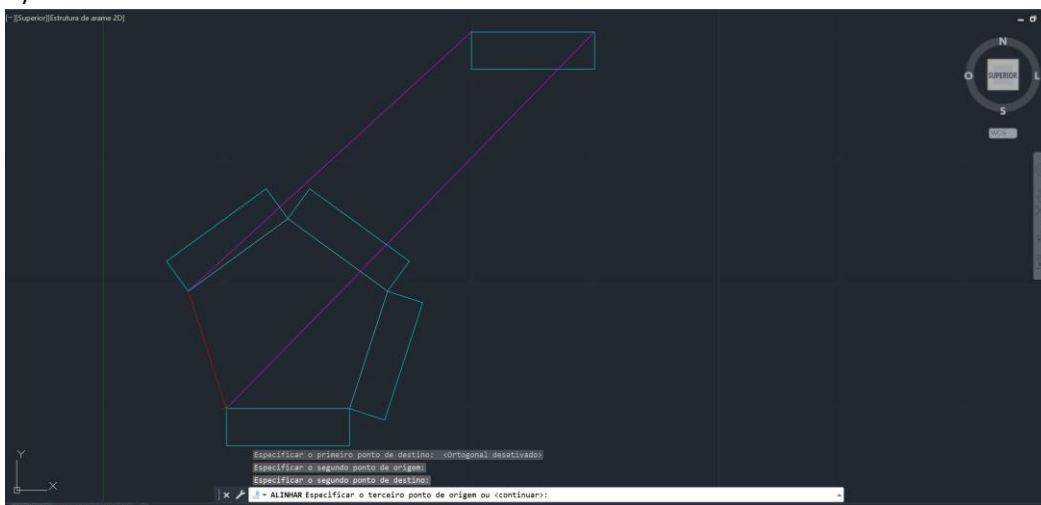 [−][Superior][Estrutura de arame 2D]
N
O SUPERIOR L
S
WCS
Especificar o primeiro ponto de destino: <Ortogonal desativado>
Especificar o segundo ponto de origem:
Especificar o segundo ponto de destino:
ALINHAR Especificar o terceiro ponto de origem ou <continuar>:
Y
X